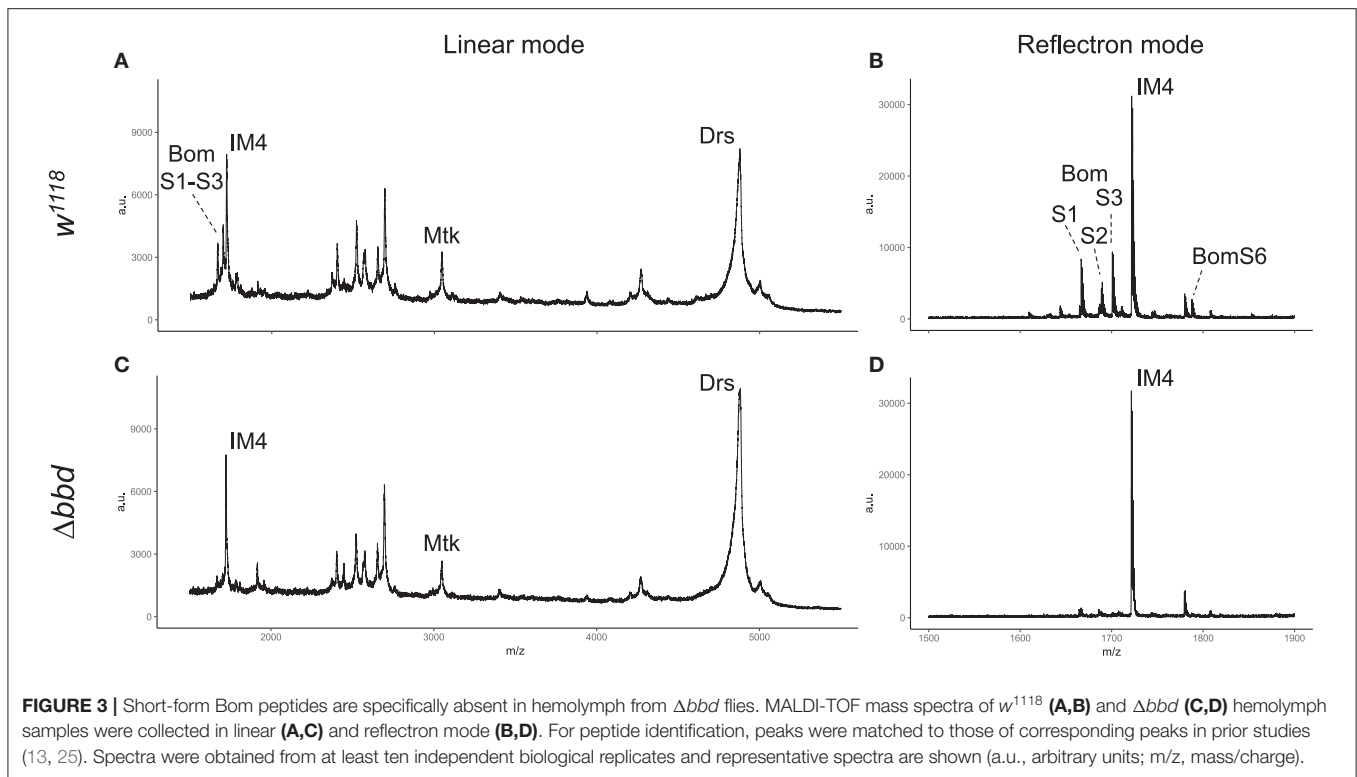 Linear mode
Reflectron mode
A
w1118
a.u.
9000
6000
3000
0
Bom
S1-S3
IM4
Mtk
Drs
B
a.u.
30000
20000
10000
0
IM4
Bom
S1
S2
S3
BomS6
C
Δbbd
a.u.
9000
6000
3000
0
IM4
Mtk
Drs
2000
3000
4000
5000
m/z
D
a.u.
30000
20000
10000
0
IM4
1500
1600
1700
1800
1900
m/z
FIGURE 3 | Short-form Bom peptides are specifically absent in hemolymph from Δbbd flies. MALDI-TOF mass spectra of w1118 (A,B) and Δbbd (C,D) hemolymph
samples were collected in linear (A,C) and reflectron mode (B,D). For peptide identification, peaks were matched to those of corresponding peaks in prior studies
(13, 25). Spectra were obtained from at least ten independent biological replicates and representative spectra are shown (a.u., arbitrary units; m/z, mass/charge).